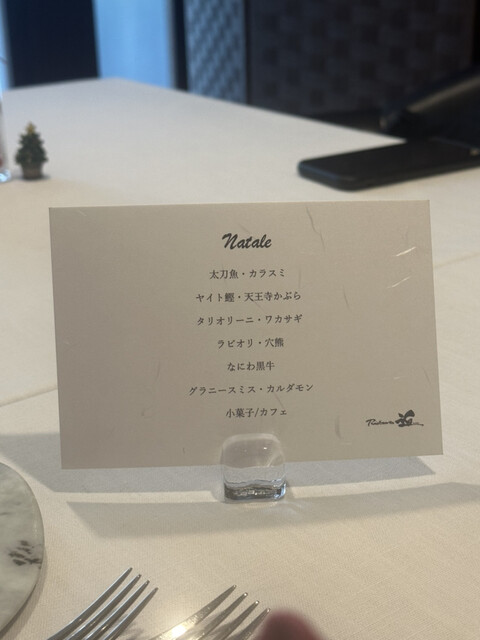 Natale
太刀魚・カラスミ
ヤイト鰹・天王寺かぶら
タリオリーニ・ワカサギ
ラビオリ・穴熊
なにわ黒牛
グラニースミス・カルダモン
小菓子/カフェ